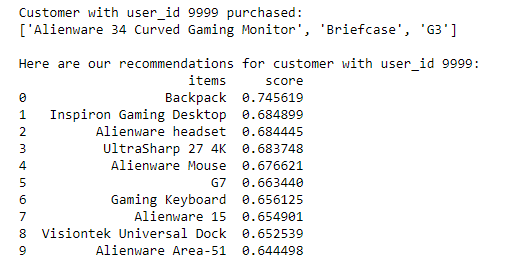 Customer with user_id 9999 purchased:
['Alienware 34 Curved Gaming Monitor', 'Briefcase', 'G3']
Here are our recommendations for customer with user_id 9999:
items score
0 Backpack 0.745619
1 Inspiron Gaming Desktop 0.684899
2 Alienware headset 0.684445
3 UltraSharp 27 4K 0.683748
4 Alienware Mouse 0.676621
5 G7 0.663440
6 Gaming Keyboard 0.656125
7 Alienware 15 0.654901
8 Visiontek Universal Dock 0.652539
9 Alienware Area-51 0.644498